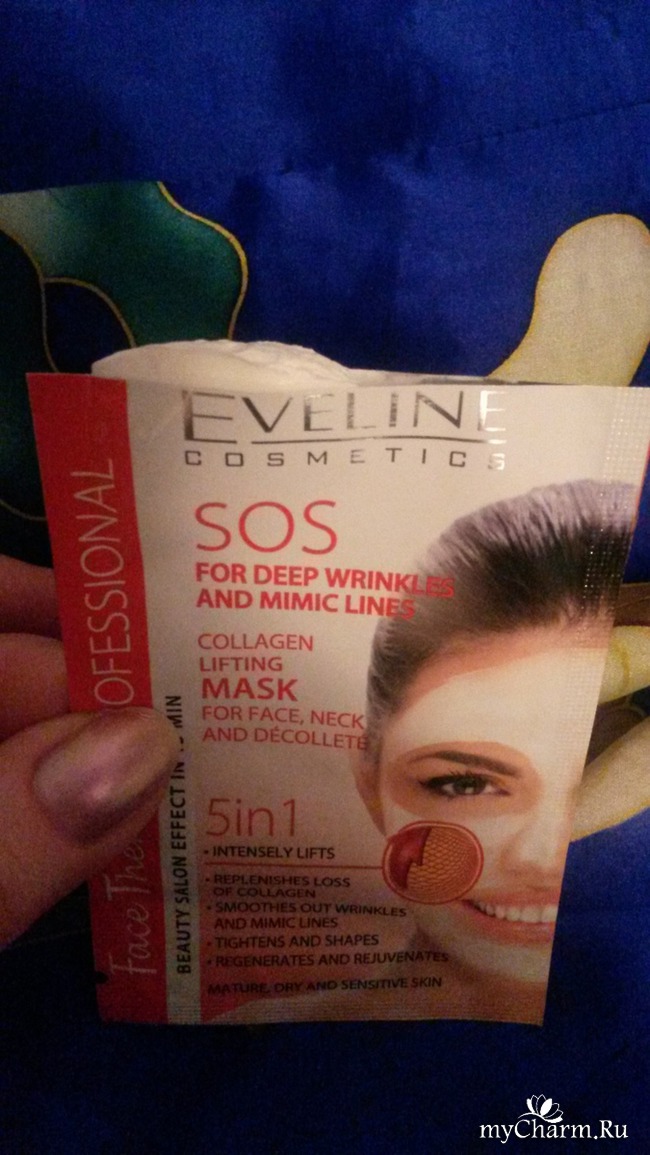 EVELINE
COSMETICS
SOS
FOR DEEP WRINKLES
AND MIMIC LINES
COLLAGEN
LIFTING
MASK
FOR FACE, NECK
AND DÉCOLLETÉ
5in1
• INTENSELY LIFTS
• REPLENISHES LOSS
OF COLLAGEN
• SMOOTHES OUT WRINKLES
AND MIMIC LINES
• TIGHTENS AND SHAPES
• REGENERATES AND REJUVENATES
MATURE, DRY AND SENSITIVE SKIN
BEAUTY SALON EFFECT IN MIN
Face OFESSIONAL
myCharm.Ru